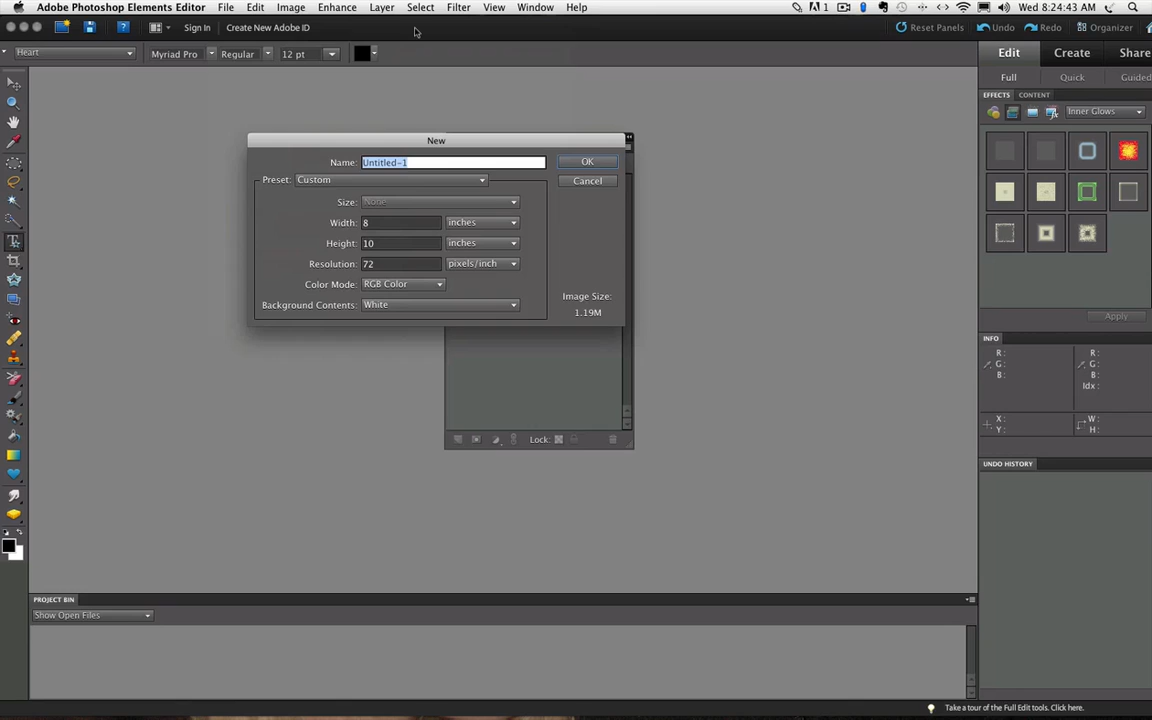 Adobe Photoshop Elements Editor File Edit Image Enhance Layer Select Filter View Window Help 1 Wed 8:24:43 AM
Sign In Create New Adobe ID Reset Panels Undo Redo Organizer
Heart Myriad Pro Regular 12 pt Edit Create Share
Full Quick Guided
EFFECTS CONTENT
Inner Glows
New
Name: Untitled-1 OK
Preset: Custom Cancel
Size: None
Width: 8 inches
Height: 10 inches
Resolution: 72 pixels/inch
Color Mode: RGB Color
Background Contents: White
Image Size:
1.19M
Apply
INFO
R: R:
G: G:
B: B:
Idx:
X: W:
Y: H:
Lock:
UNDO HISTORY
PROJECT BIN
Show Open Files
Take a tour of the Full Edit tools. Click here.